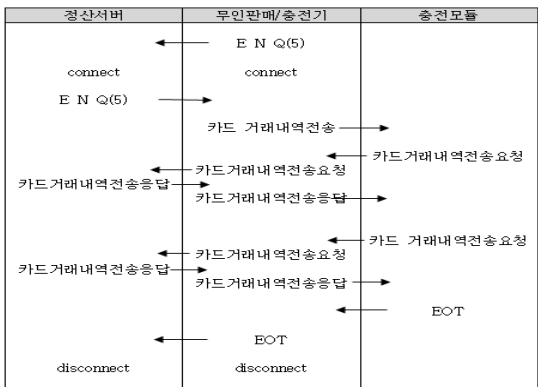 정산서버 무인판매/충전기 충전모듈
E N Q(5)
connect connect
E N Q(5)
카드 거래내역전송
카드거래내역전송요청
카드거래내역전송요청
카드거래내역전송응답
카드거래내역전송응답
카드 거래내역전송요청
카드거래내역전송요청
카드거래내역전송응답
카드거래내역전송응답
EOT
EOT
disconnect disconnect